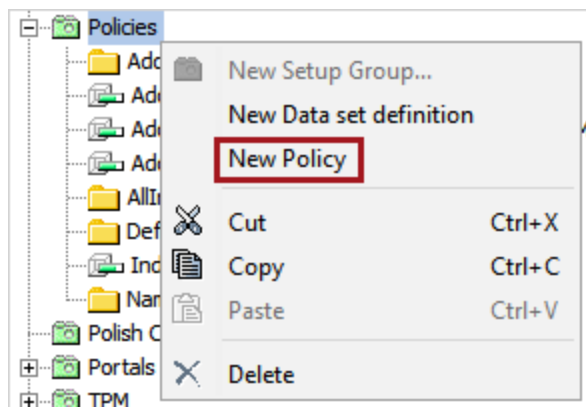 Policies
New Setup Group...
New Data set definition
New Policy
Cut Ctrl+X
Copy Ctrl+C
Paste Ctrl+V
Delete
Polish
Portals
TPM